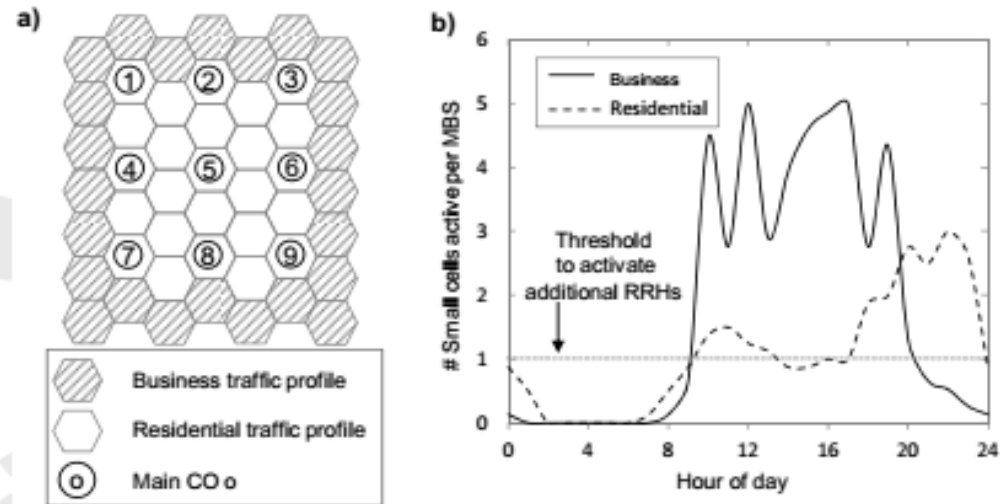 a)
1 2 3
4 5 6
7 8 9
Business traffic profile
Residential traffic profile
o Main CO o
b)
# Small cells active per MBS
6
5
4
3
2
1
0
Business
Residential
Threshold
to activate
additional RRHs
0 4 8 12 16 20 24
Hour of day